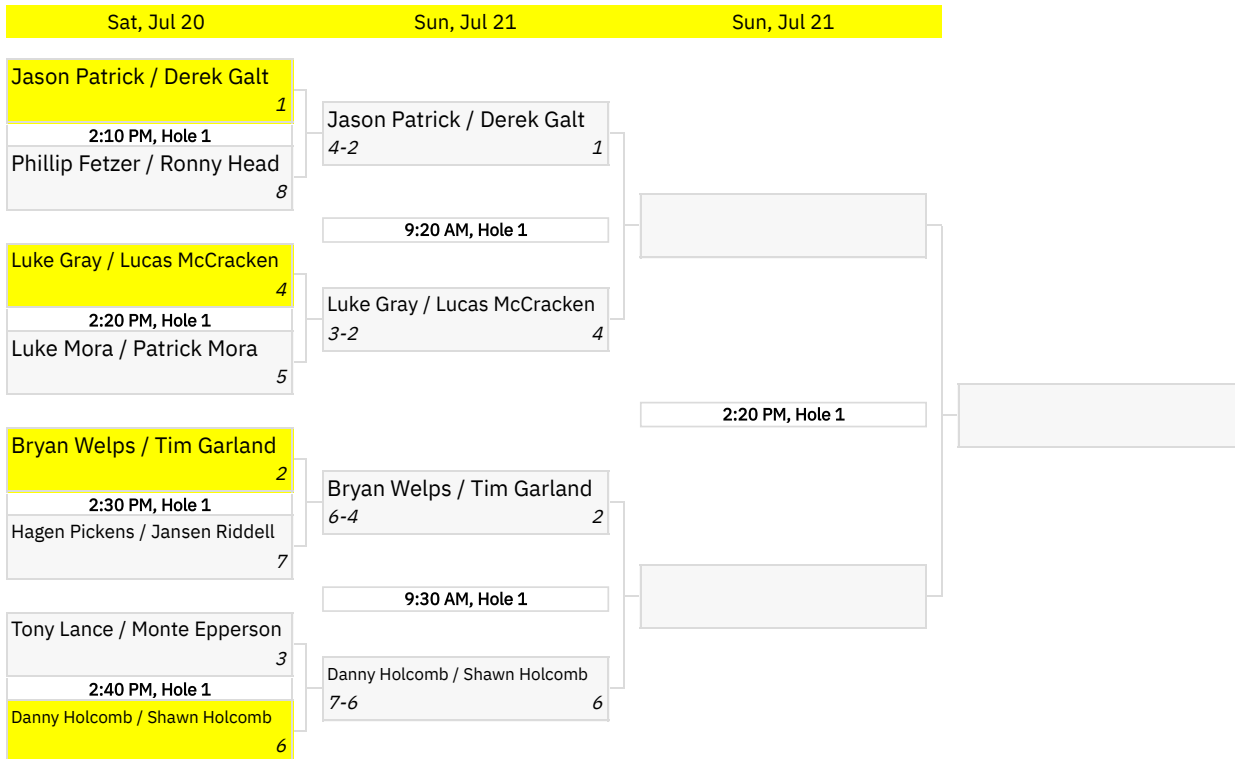 Sat, Jul 20
Sun, Jul 21
Sun, Jul 21
Jason Patrick / Derek Galt
1
2:10 PM, Hole 1
Phillip Fetzer / Ronny Head
8
Luke Gray / Lucas McCracken
4
2:20 PM, Hole 1
Luke Mora / Patrick Mora
5
Bryan Welps / Tim Garland
2
2:30 PM, Hole 1
Hagen Pickens / Jansen Riddell
7
Tony Lance / Monte Epperson
3
2:40 PM, Hole 1
Danny Holcomb / Shawn Holcomb
6
Jason Patrick / Derek Galt
4-2 1
9:20 AM, Hole 1
Luke Gray / Lucas McCracken
3-2 4
Bryan Welps / Tim Garland
6-4 2
9:30 AM, Hole 1
Danny Holcomb / Shawn Holcomb
7-6 6
2:20 PM, Hole 1